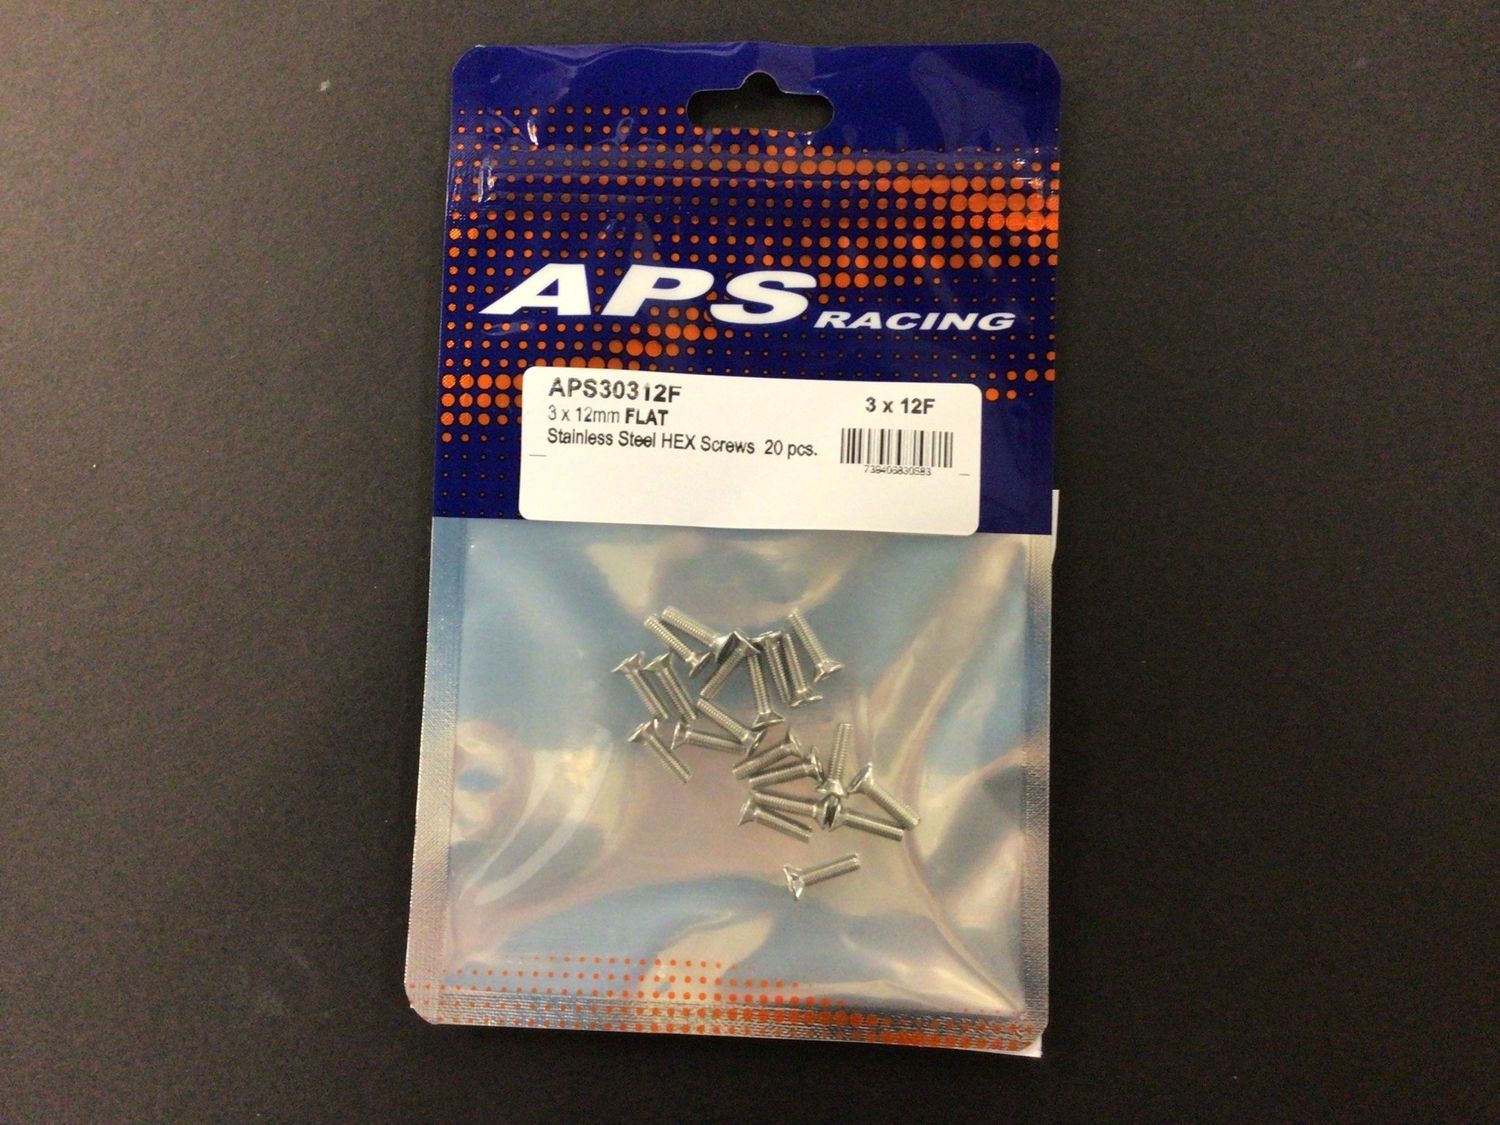 APS RACING
APS30312F
3 x 12F
3 x 12mm FLAT
Stainless Steel HEX Screws 20 pcs.